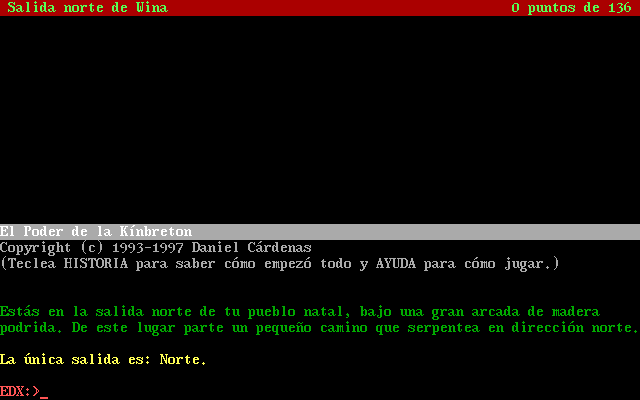 Salida norte de Wina 0 puntos de 136
El Poder de la Kínbreton
Copyright (c) 1993-1997 Daniel Cárdenas
(Teclea HISTORIA para saber cómo empezó todo y AYUDA para cómo jugar.)
Estás en la salida norte de tu pueblo natal, bajo una gran arcada de madera
podrida. De este lugar parte un pequeño camino que serpentea en dirección norte.
La única salida es: Norte.
EDX:>_